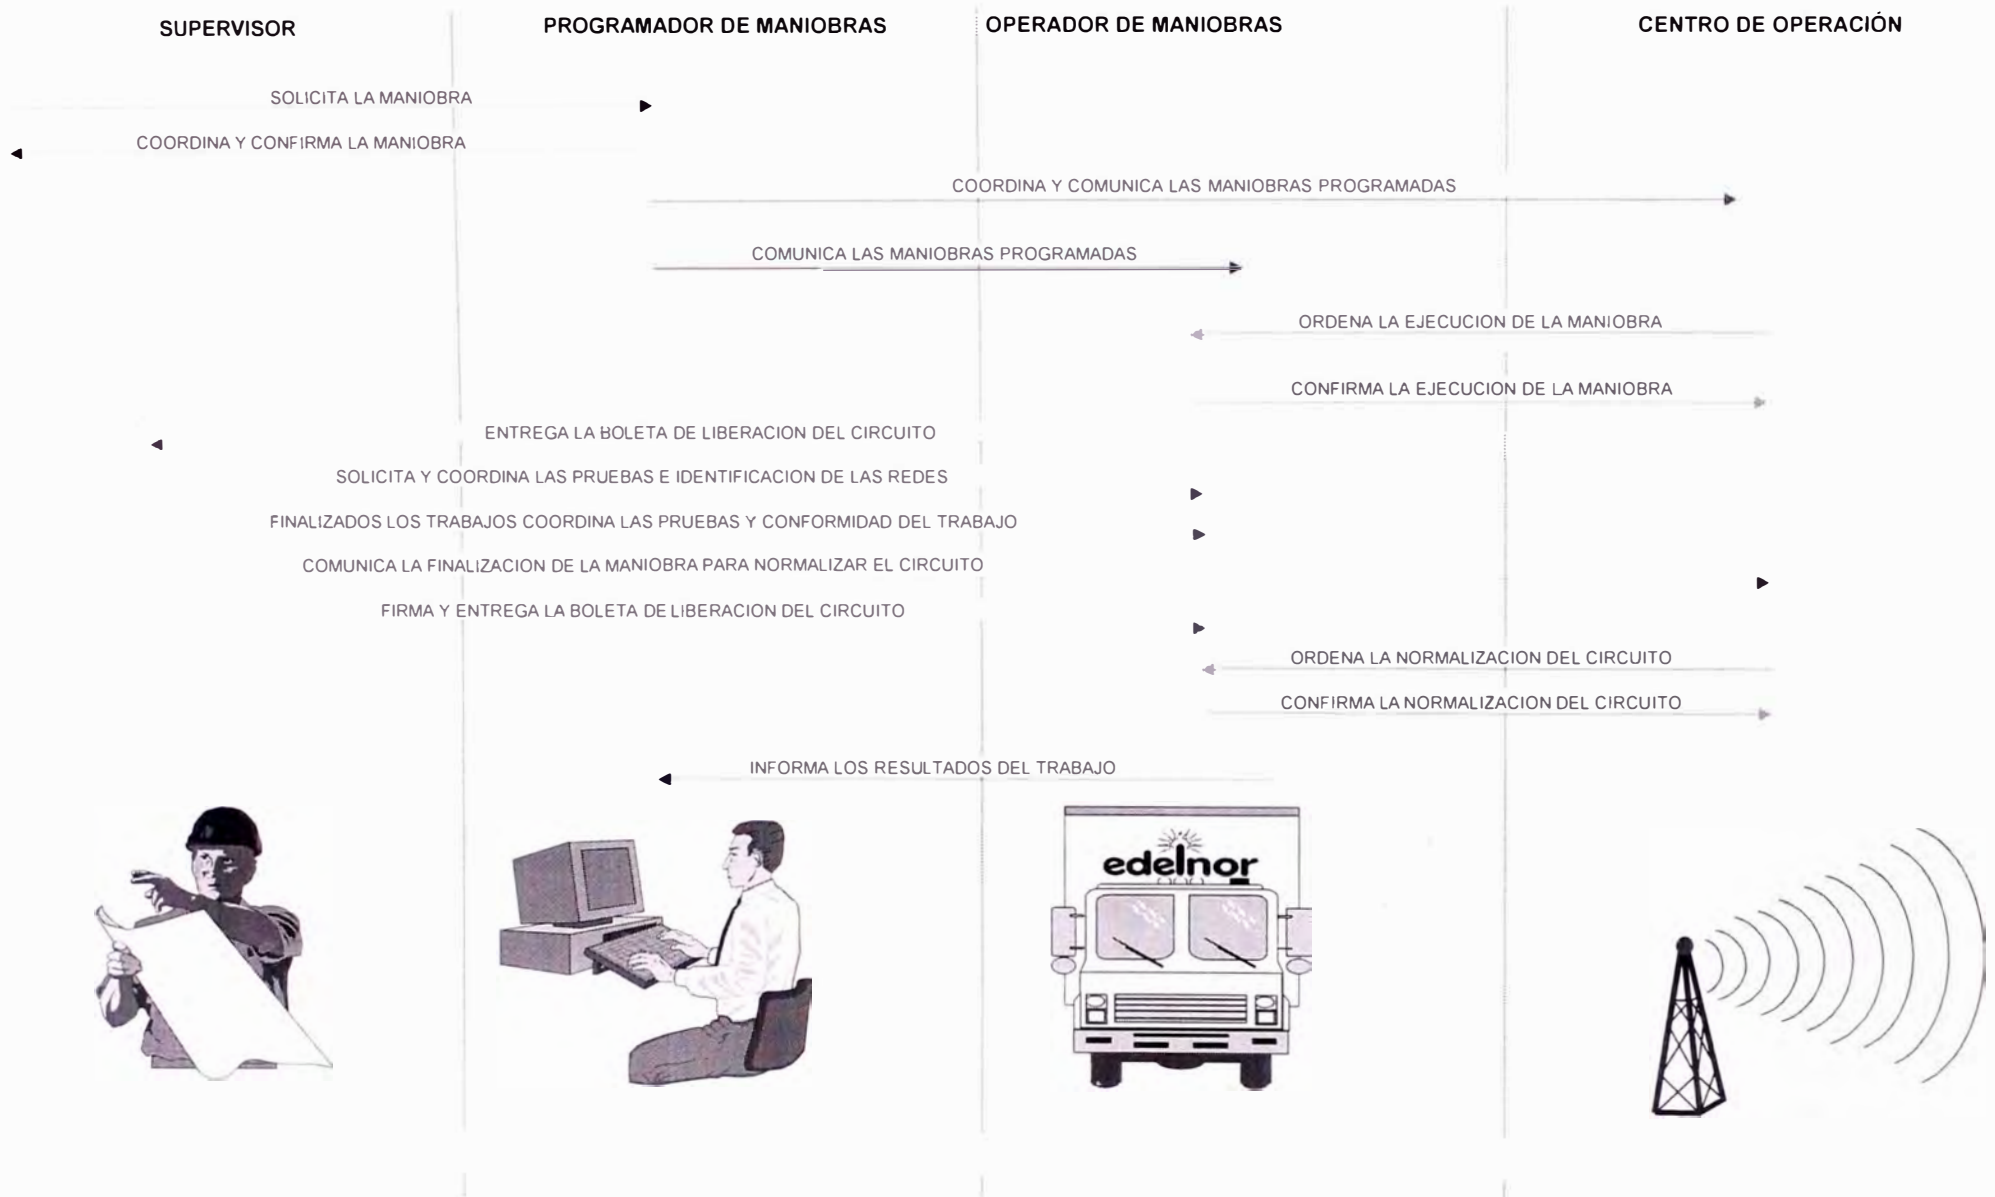 SUPERVISOR
PROGRAMADOR DE MANIOBRAS
OPERADOR DE MANIOBRAS
CENTRO DE OPERACIÓN
SOLICITA LA MANIOBRA
COORDINA Y CONFIRMA LA MANIOBRA
COORDINA Y COMUNICA LAS MANIOBRAS PROGRAMADAS
COMUNICA LAS MANIOBRAS PROGRAMADAS
ORDENA LA EJECUCION DE LA MANIOBRA
CONFIRMA LA EJECUCION DE LA MANIOBRA
ENTREGA LA BOLETA DE LIBERACION DEL CIRCUITO
SOLICITA Y COORDINA LAS PRUEBAS E IDENTIFICACION DE LAS REDES
FINALIZADOS LOS TRABAJOS COORDINA LAS PRUEBAS Y CONFORMIDAD DEL TRABAJO
COMUNICA LA FINALIZACION DE LA MANIOBRA PARA NORMALIZAR EL CIRCUITO
FIRMA Y ENTREGA LA BOLETA DE LIBERACION DEL CIRCUITO
ORDENA LA NORMALIZACION DEL CIRCUITO
CONFIRMA LA NORMALIZACION DEL CIRCUITO
INFORMA LOS RESULTADOS DEL TRABAJO
edelnor